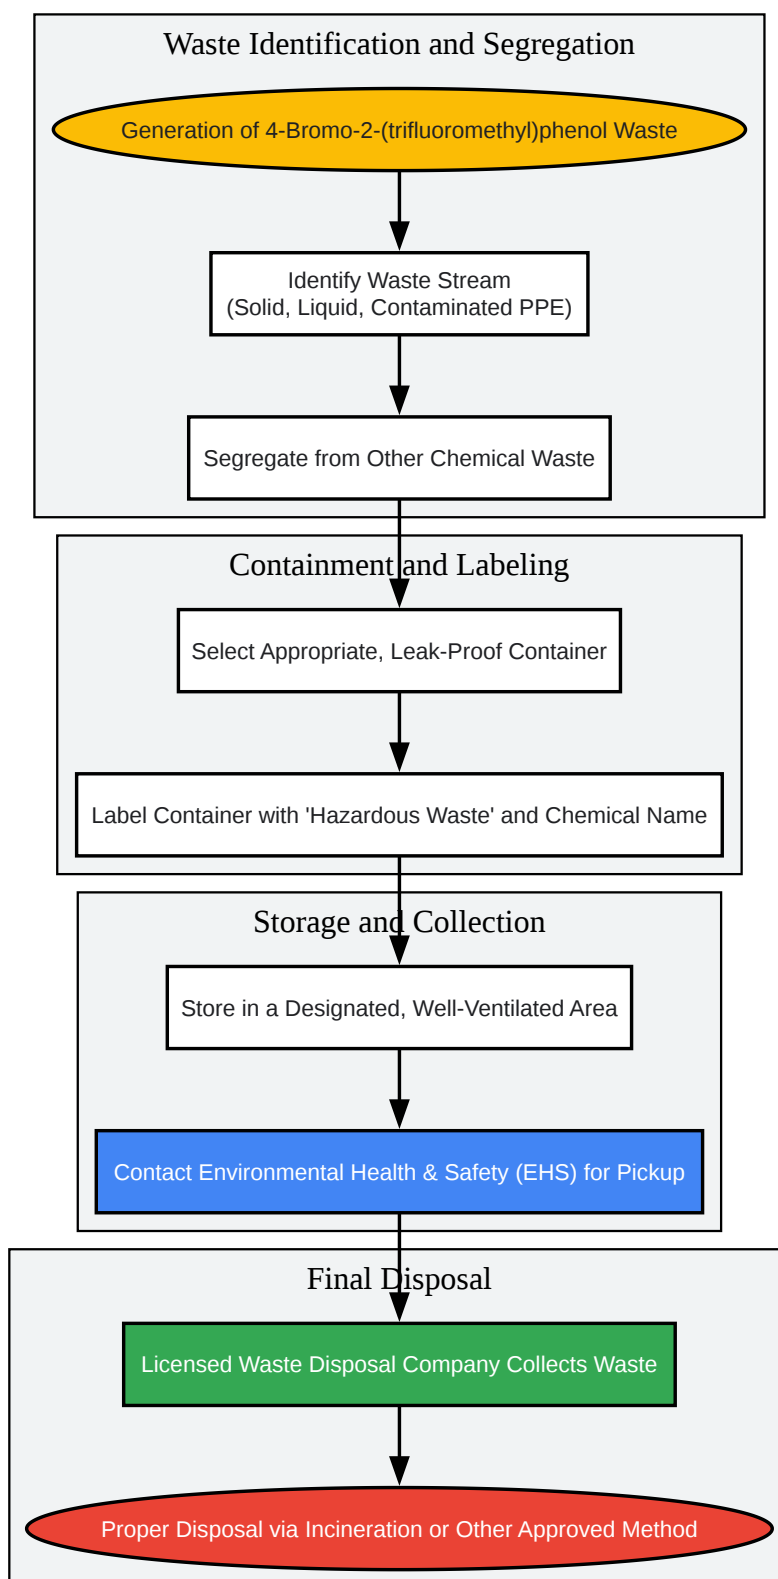 Waste Identification and Segregation
Generation of 4-Bromo-2-(trifluoromethyl)phenol Waste
Identify Waste Stream
(Solid, Liquid, Contaminated PPE)
Segregate from Other Chemical Waste
Containment and Labeling
Select Appropriate, Leak-Proof Container
Label Container with 'Hazardous Waste' and Chemical Name
Storage and Collection
Store in a Designated, Well-Ventilated Area
Contact Environmental Health & Safety (EHS) for Pickup
Final Disposal
Licensed Waste Disposal Company Collects Waste
Proper Disposal via Incineration or Other Approved Method